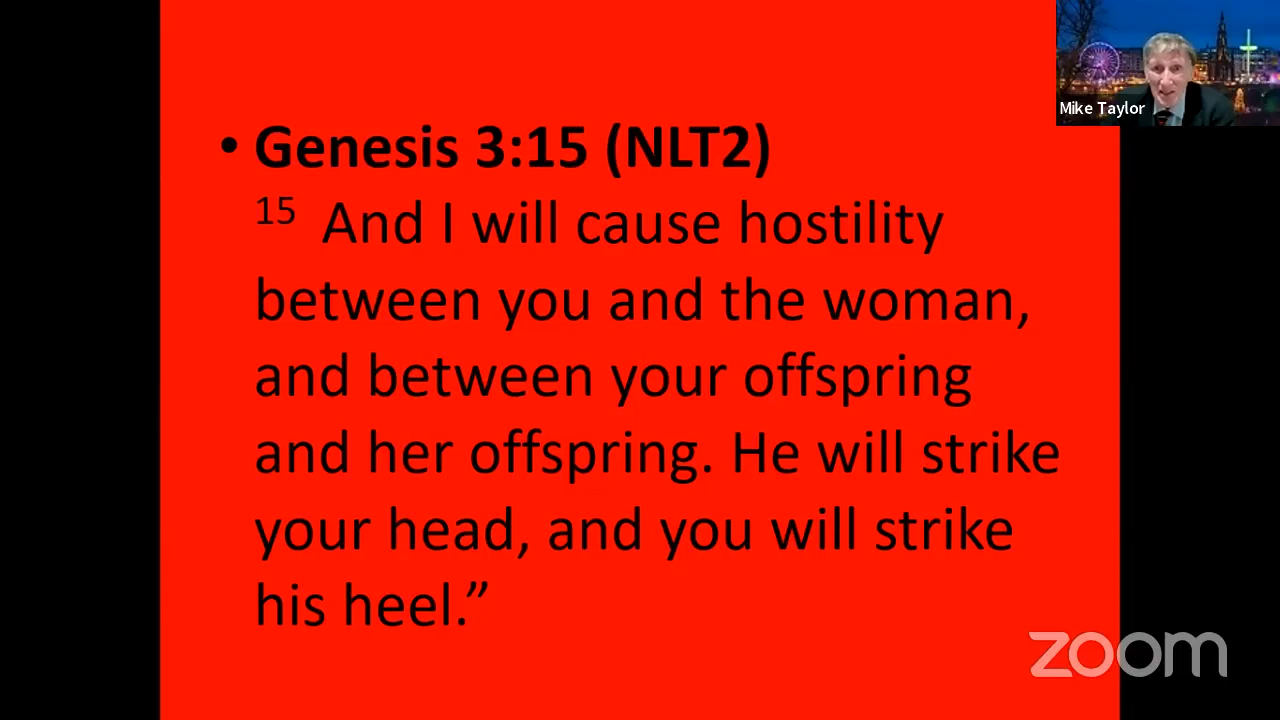 • Genesis 3:15 (NLT2)
15 And I will cause hostility
between you and the woman,
and between your offspring
and her offspring. He will strike
your head, and you will strike
his heel.”
Mike Taylor
zoom